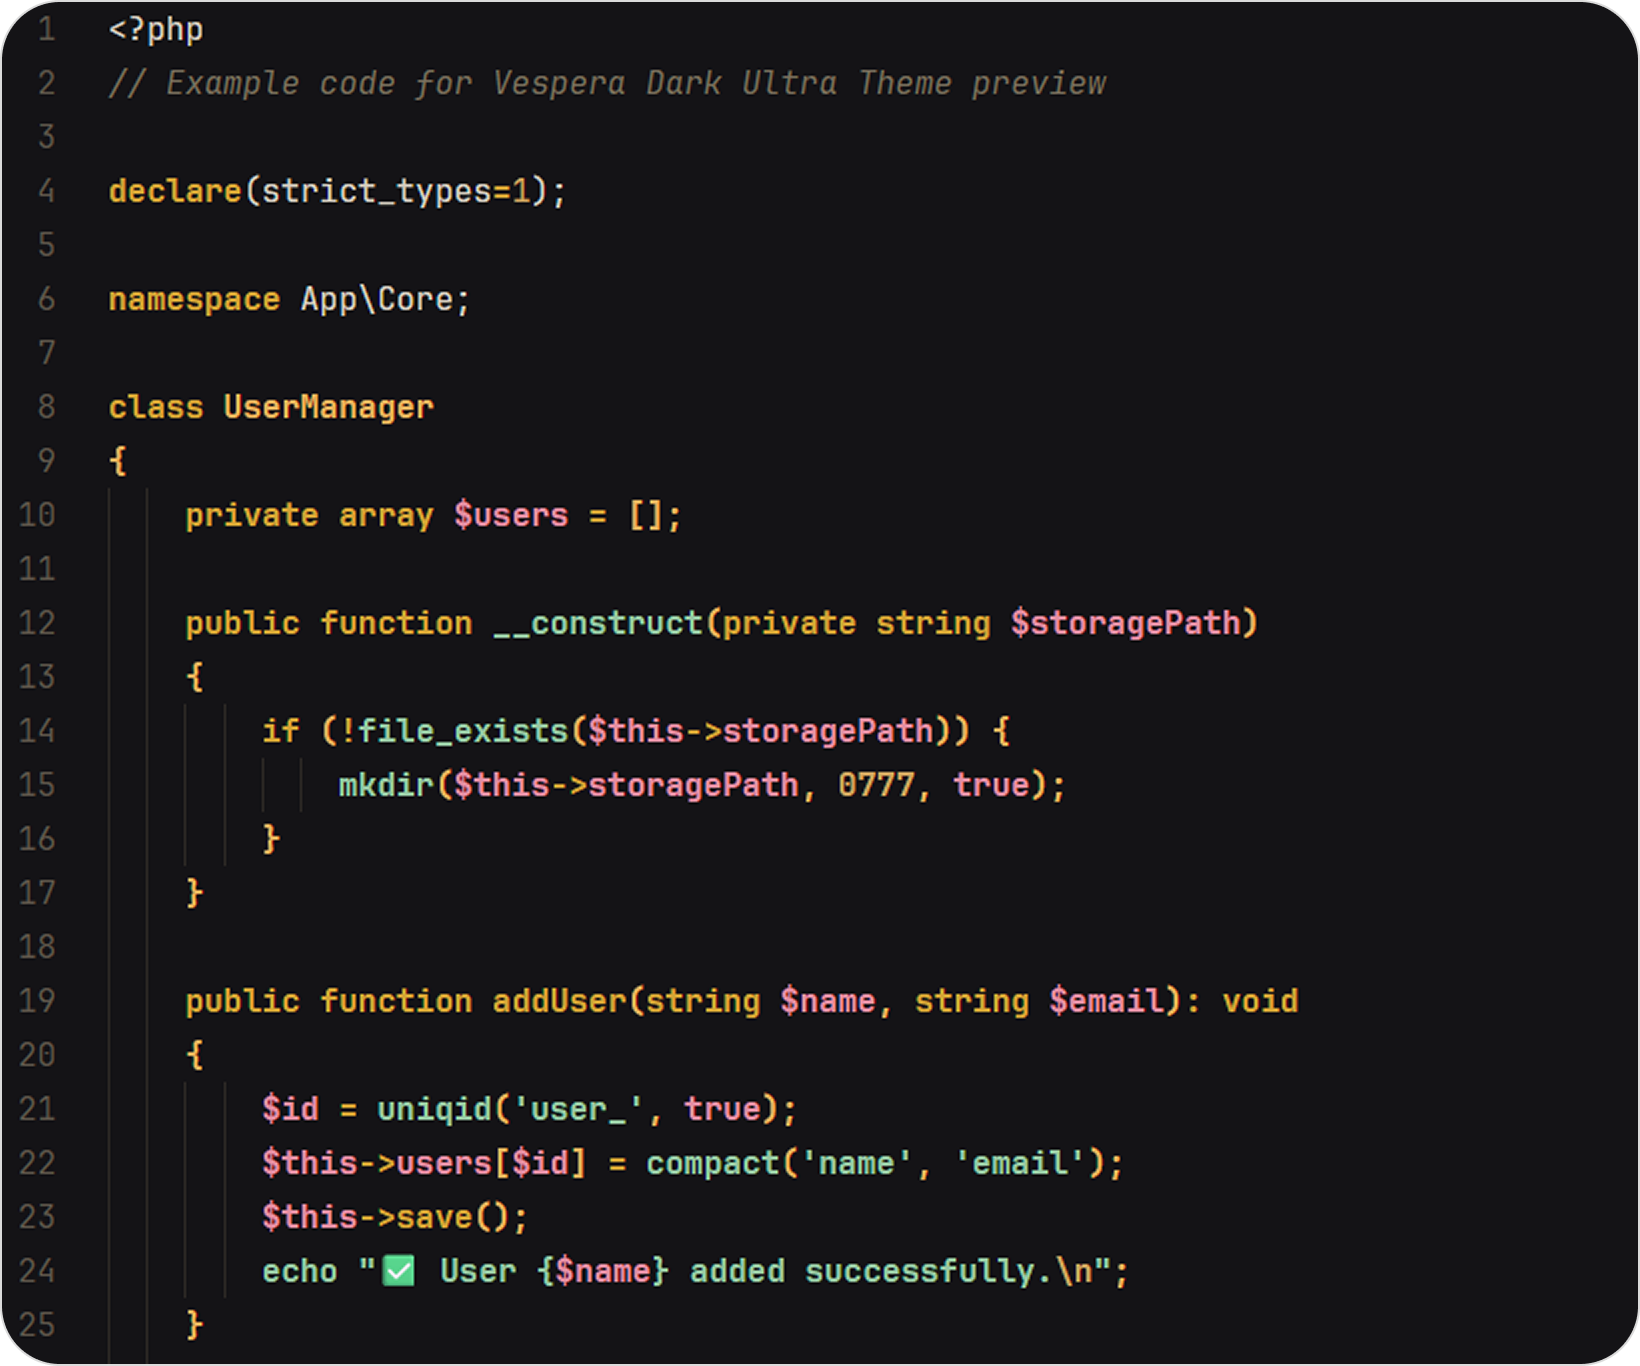 1 <?php
2 // Example code for Vespera Dark Ultra Theme preview
3
4 declare(strict_types=1);
5
6 namespace App\Core;
7
8 class UserManager
9 {
10     private array $users = [];
11
12     public function __construct(private string $storagePath)
13     {
14         if (!file_exists($this->storagePath)) {
15             mkdir($this->storagePath, 0777, true);
16         }
17     }
18
19     public function addUser(string $name, string $email): void
20     {
21         $id = uniqid('user_', true);
22         $this->users[$id] = compact('name', 'email');
23         $this->save();
24         echo "✅ User {$name} added successfully.\n";
25     }